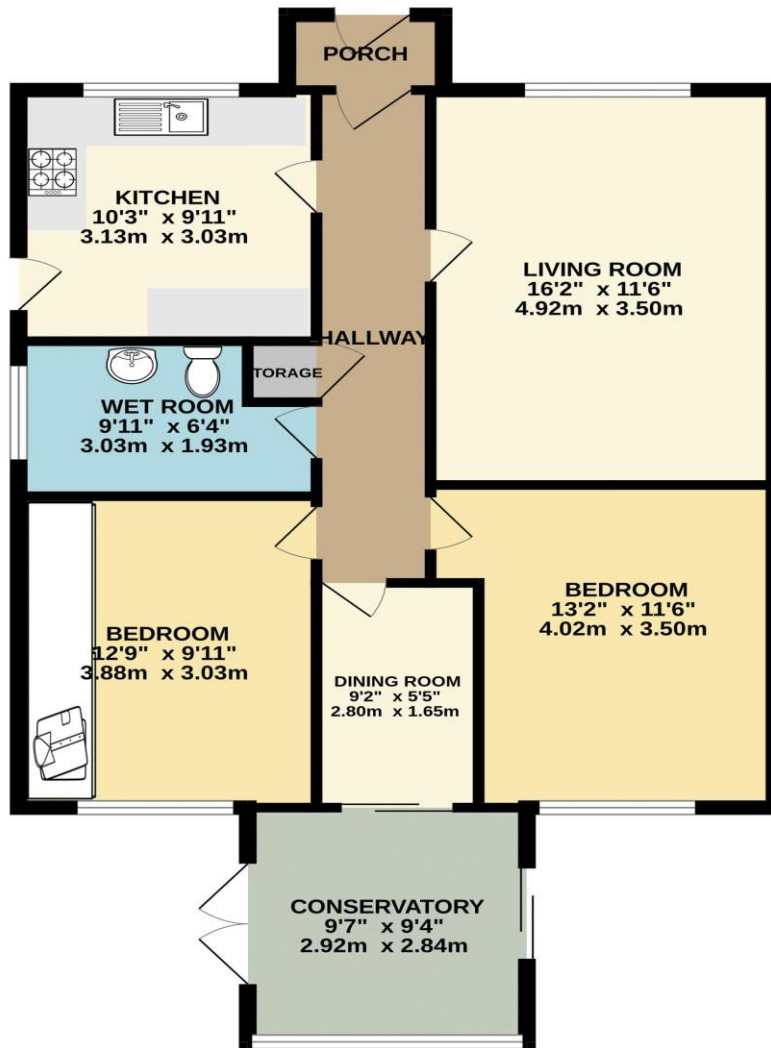 PORCH
KITCHEN
10'3" x 9'11"
3.13m x 3.03m
LIVING ROOM
16'2" x 11'6"
4.92m x 3.50m
HALLWAY
TORAGE
WET ROOM
9'11" x 6'4"
3.03m x 1.93m
BEDROOM
12'9" x 9'11"
3.88m x 3.03m
BEDROOM
13'2" x 11'6"
4.02m x 3.50m
DINING ROOM
9'2" x 5'5"
2.80m x 1.65m
CONSERVATORY
9'7" x 9'4"
2.92m x 2.84m